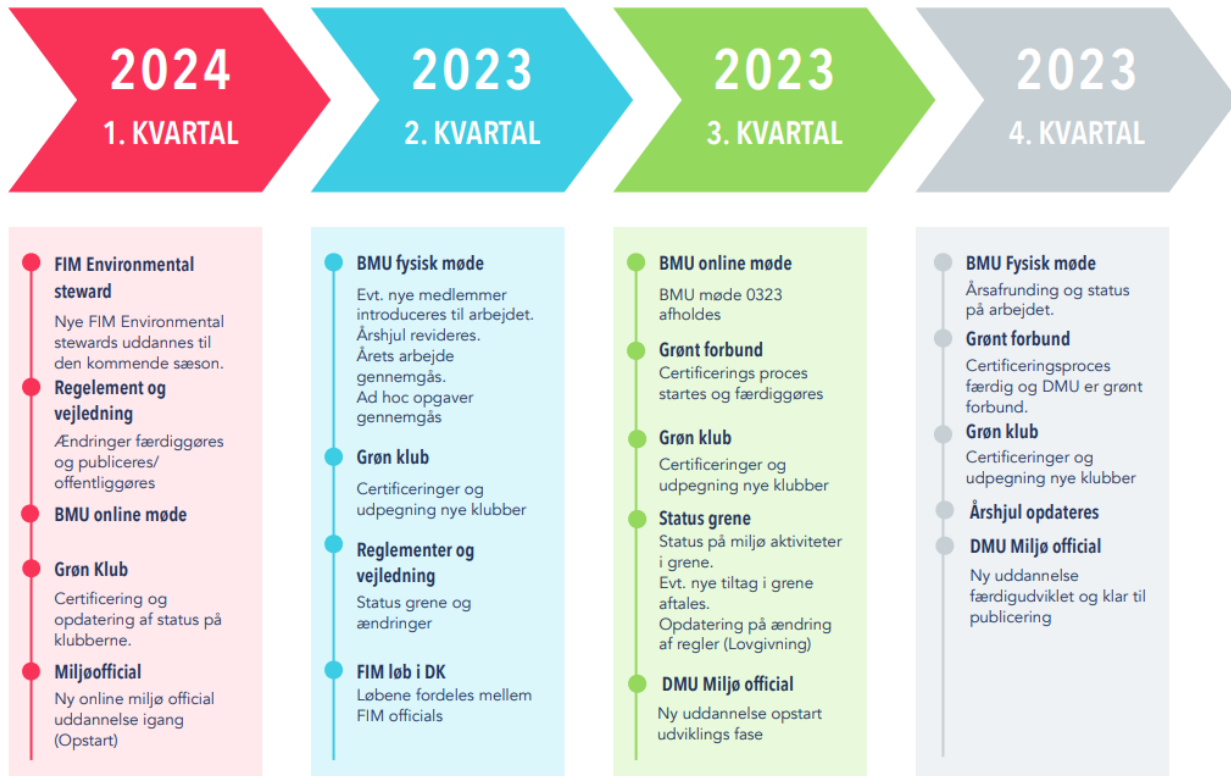 2024
1. KVARTAL
2023
2. KVARTAL
2023
3. KVARTAL
2023
4. KVARTAL
FIM Environmental
steward
Nye FIM Environmental
stewards uddannes til
den kommende sæson.
Regelement og
vejledning
Ændringer færdiggøres
og publiceres/
offentliggøres
BMU online møde
Grøn Klub
Certificering og
opdatering af status på
klubberne.
Miljøofficial
Ny online miljø official
uddannelse igang
(Opstart)
BMU fysisk møde
Evt. nye medlemmer
introduceres til arbejdet.
Årshjul revideres.
Årets arbejde
gennemgås.
Ad hoc opgaver
gennemgås
Grøn klub
Certificeringer og
udpegning nye klubber
Reglementer og
vejledning
Status grene og
ændringer
FIM løb i DK
Løbene fordeles mellem
FIM officials
BMU online møde
BMU møde 0323
afholdes
Grønt forbund
Certificerings proces
startes og færdiggøres
Grøn klub
Certificeringer og
udpegning nye klubber
Status grene
Status på miljø aktiviteter
i grene.
Evt. nye tiltag i grene
aftales.
Opdatering på ændring
af regler (Lovgivning)
DMU Miljø official
Ny uddannelse opstart
udviklings fase
BMU Fysisk møde
Årsafrunding og status
på arbejdet.
Grønt forbund
Certificeringsproces
færdig og DMU er grønt
forbund.
Grøn klub
Certificeringer og
udpegning nye klubber
Årshjul opdateres
DMU Miljø official
Ny uddannelse
færdigudviklet og klar til
publicering